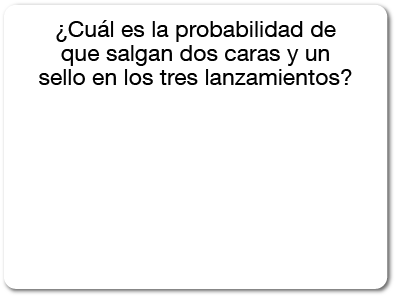 ¿Cuál es la probabilidad de
que salgan dos caras y un
sello en los tres lanzamientos?